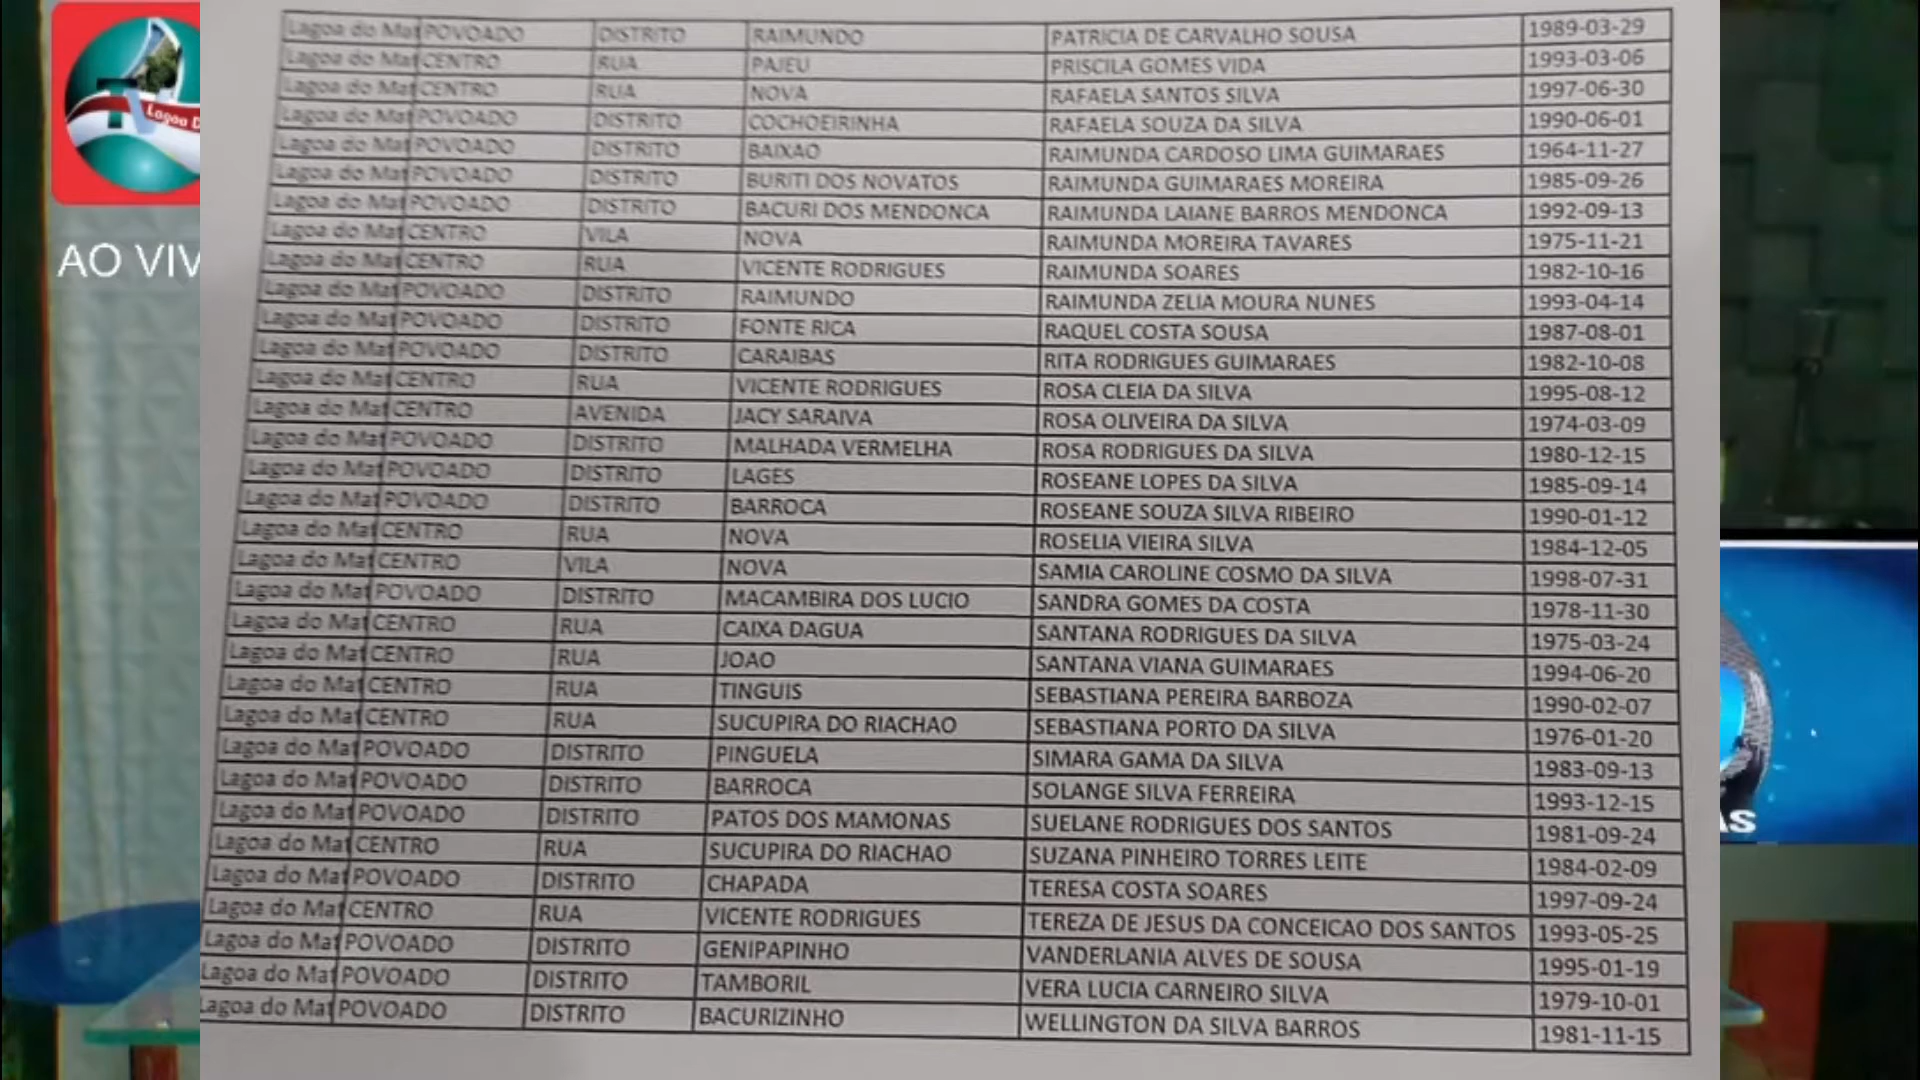 Lagoa D
AO VIV
Lagoa do Mat POVOADO DISTRITO RAIMUNDO PATRICIA DE CARVALHO SOUSA 1989-03-29
Lagoa do Mat CENTRO RUA PAJEU PRISCILA GOMES VIDA 1993-03-06
Lagoa do Mat CENTRO RUA NOVA RAFAELA SANTOS SILVA 1997-06-30
Lagoa do Mat POVOADO DISTRITO COCHOEIRINHA RAFAELA SOUZA DA SILVA 1990-06-01
Lagoa do Mat POVOADO DISTRITO BAIXAO RAIMUNDA CARDOSO LIMA GUIMARAES 1964-11-27
Lagoa do Mat POVOADO DISTRITO BURITI DOS NOVATOS RAIMUNDA GUIMARAES MOREIRA 1985-09-26
Lagoa do Mat POVOADO DISTRITO BACURI DOS MENDONCA RAIMUNDA LAIANE BARROS MENDONCA 1992-09-13
Lagoa do Mat CENTRO VILA NOVA RAIMUNDA MOREIRA TAVARES 1975-11-21
Lagoa do Mat CENTRO RUA VICENTE RODRIGUES RAIMUNDA SOARES 1982-10-16
Lagoa do Mat POVOADO DISTRITO RAIMUNDO RAIMUNDA ZELIA MOURA NUNES 1993-04-14
Lagoa do Mat POVOADO DISTRITO FONTE RICA RAQUEL COSTA SOUSA 1987-08-01
Lagoa do Mat POVOADO DISTRITO CARAIBAS RITA RODRIGUES GUIMARAES 1982-10-08
Lagoa do Mat CENTRO RUA VICENTE RODRIGUES ROSA CLEIA DA SILVA 1995-08-12
Lagoa do Mat CENTRO AVENIDA JACY SARAIVA ROSA OLIVEIRA DA SILVA 1974-03-09
Lagoa do Mat POVOADO DISTRITO MALHADA VERMELHA ROSA RODRIGUES DA SILVA 1980-12-15
Lagoa do Mat POVOADO DISTRITO LAGES ROSEANE LOPES DA SILVA 1985-09-14
Lagoa do Mat POVOADO DISTRITO BARROCA ROSEANE SOUZA SILVA RIBEIRO 1990-01-12
Lagoa do Mat CENTRO RUA NOVA ROSELIA VIEIRA SILVA 1984-12-05
Lagoa do Mat CENTRO VILA NOVA SAMIA CAROLINE COSMO DA SILVA 1998-07-31
Lagoa do Mat POVOADO DISTRITO MACAMBIRA DOS LUCIO SANDRA GOMES DA COSTA 1978-11-30
Lagoa do Mat CENTRO RUA CAIXA DAGUA SANTANA RODRIGUES DA SILVA 1975-03-24
Lagoa do Mat CENTRO RUA JOAO SANTANA VIANA GUIMARAES 1994-06-20
Lagoa do Mat CENTRO RUA TINGUIS SEBASTIANA PEREIRA BARBOZA 1990-02-07
Lagoa do Mat CENTRO RUA SUCUPIRA DO RIACHAO SEBASTIANA PORTO DA SILVA 1976-01-20
Lagoa do Mat POVOADO DISTRITO PINGUELA SIMARA GAMA DA SILVA 1983-09-13
Lagoa do Mat POVOADO DISTRITO BARROCA SOLANGE SILVA FERREIRA 1993-12-15
Lagoa do Mat POVOADO DISTRITO PATOS DOS MAMONAS SUELANE RODRIGUES DOS SANTOS 1981-09-24
Lagoa do Mat CENTRO RUA SUCUPIRA DO RIACHAO SUZANA PINHEIRO TORRES LEITE 1984-02-09
Lagoa do Mat POVOADO DISTRITO CHAPADA TERESA COSTA SOARES 1997-09-24
Lagoa do Mat CENTRO RUA VICENTE RODRIGUES TEREZA DE JESUS DA CONCEICAO DOS SANTOS 1993-05-25
Lagoa do Mat POVOADO DISTRITO GENIPAPINHO VANDERLANIA ALVES DE SOUSA 1995-01-19
Lagoa do Mat POVOADO DISTRITO TAMBORIL VERA LUCIA CARNEIRO SILVA 1979-10-01
Lagoa do Mat POVOADO DISTRITO BACURIZINHO WELLINGTON DA SILVA BARROS 1981-11-15
AS